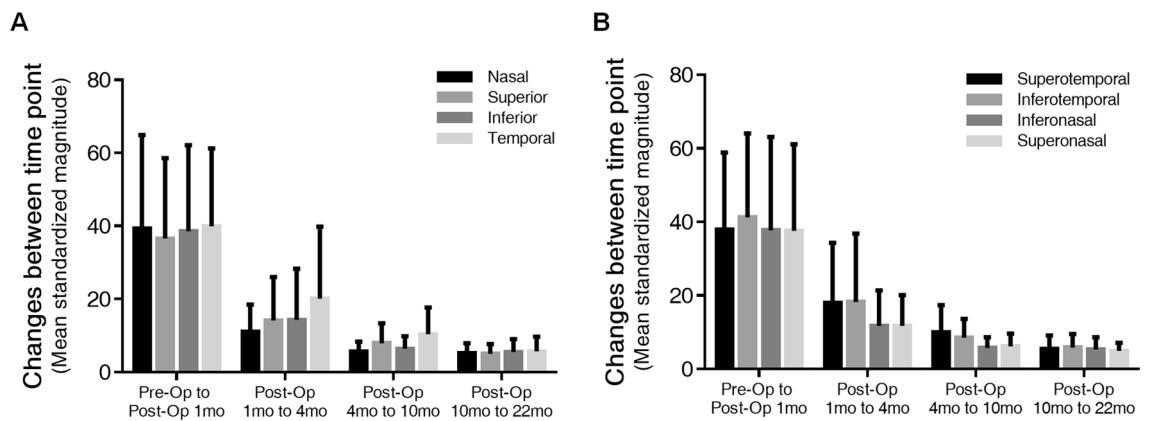 A
Changes between time point
(Mean standardized magnitude)
80
60
40
20
0
Nasal
Superior
Inferior
Temporal
Pre-Op to
Post-Op 1mo
Post-Op
1mo to 4mo
Post-Op
4mo to 10mo
Post-Op
10mo to 22mo
B
Changes between time point
(Mean standardized magnitude)
80
60
40
20
0
Superotemporal
Inferotemporal
Inferonasal
Superonasal
Pre-Op to
Post-Op 1mo
Post-Op
1mo to 4mo
Post-Op
4mo to 10mo
Post-Op
10mo to 22mo